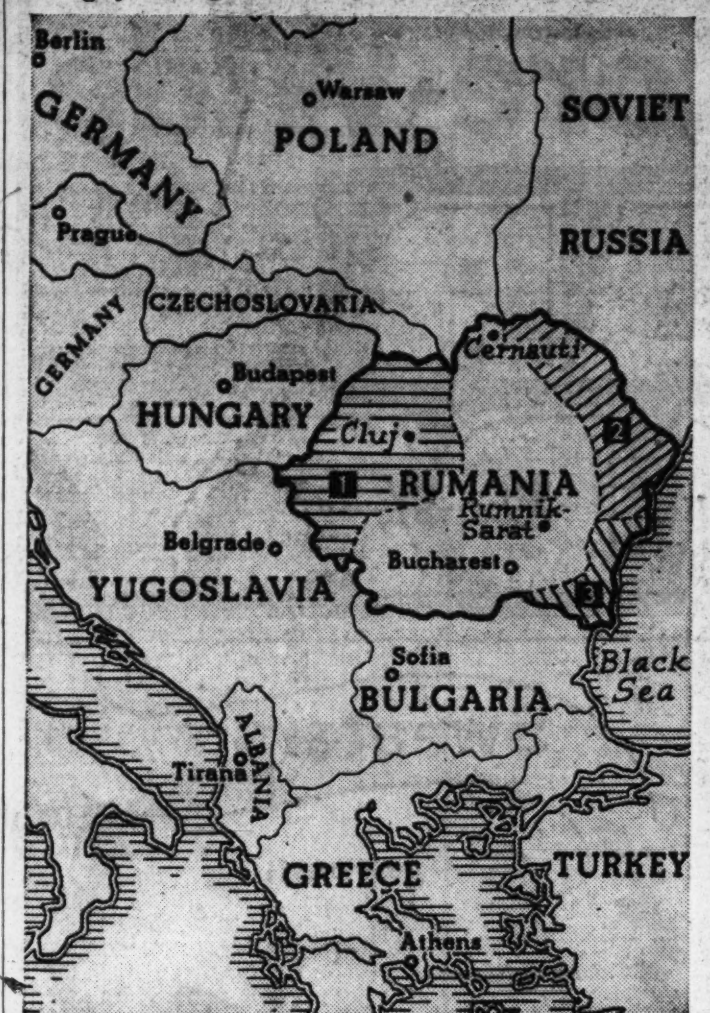 Berlin
Warsaw
GERMANY
POLAND
SOVIET
RUSSIA
Prague
CZECHOSLOVAKIA
GERMANY
Cernauti
Budapest
HUNGARY
Cluj
2
1
RUMANIA
Rumnik-
Sarat
Belgrade
Bucharest
YUGOSLAVIA
3
Sofia
BULGARIA
Black
Sea
ALBANIA
Tirana
GREECE
TURKEY
Athens